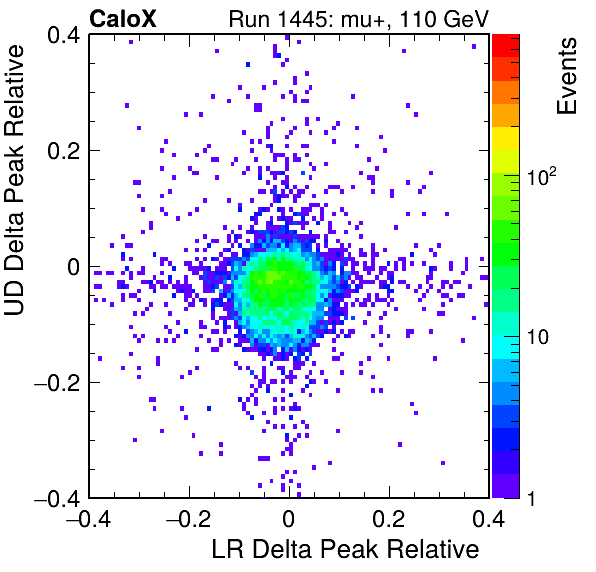 CaloX Run 1445: mu+, 110 GeV
UD Delta Peak Relative
0.4
0.2
0
−0.2
−0.4
−0.4 −0.2 0 0.2 0.4
LR Delta Peak Relative
Events
10²
10
1